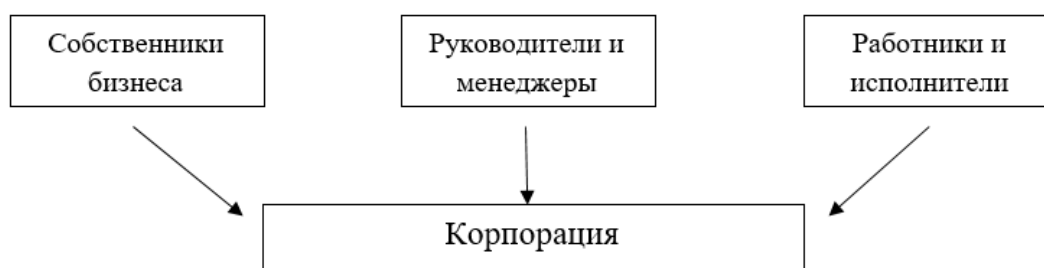 Собственники
бизнеса
Руководители и
менеджеры
Работники и
исполнители
Корпорация